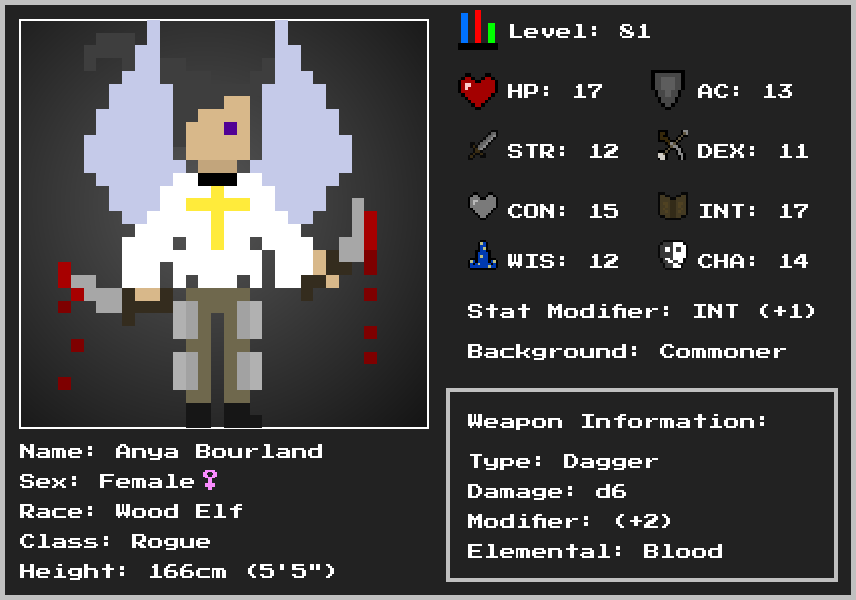 Level: 81
HP: 17 AC: 13
STR: 12 DEX: 11
CON: 15 INT: 17
WIS: 12 CHA: 14
Stat Modifier: INT (+1)
Background: Commoner
Weapon Information:
Type: Dagger
Damage: d6
Modifier: (+2)
Elemental: Blood
Name: Anya Bourland
Sex: Female♀
Race: Wood Elf
Class: Rogue
Height: 166cm (5'5")